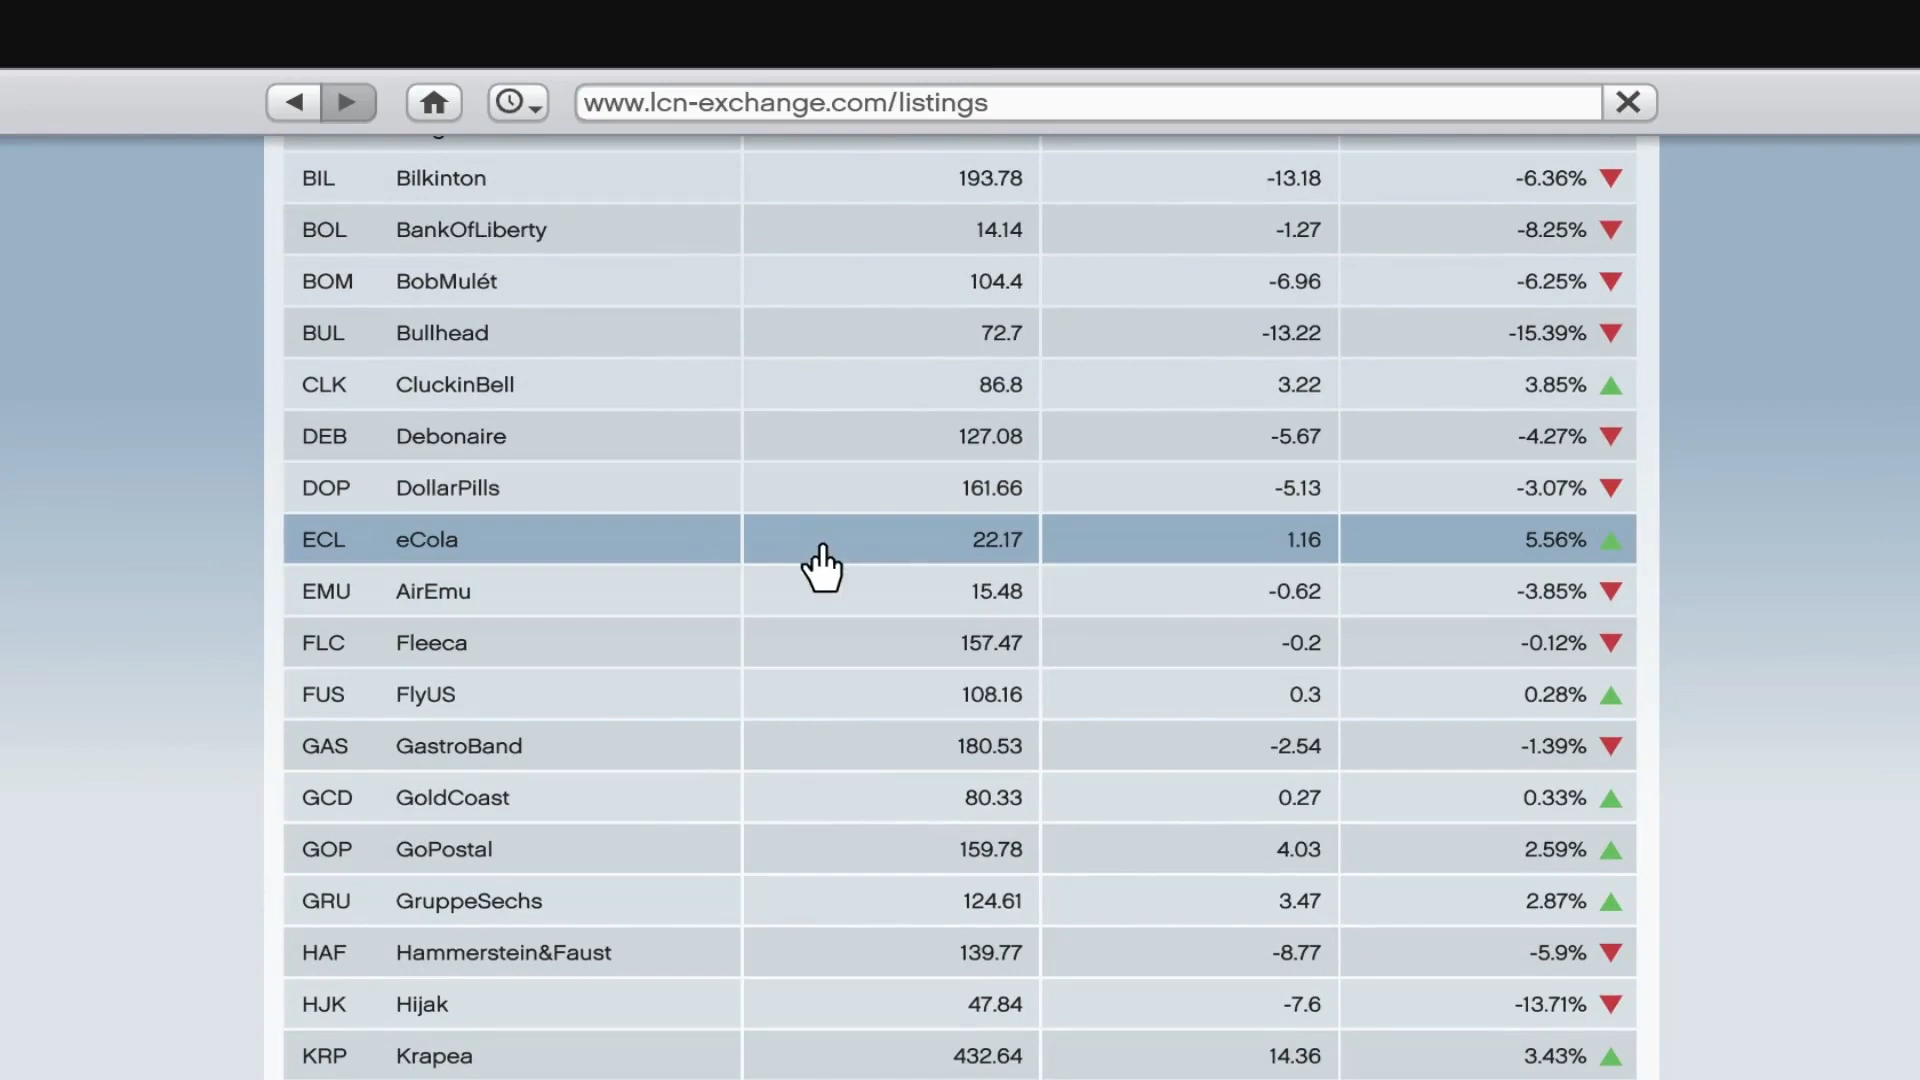 www.lcn-exchange.com/listings
BIL Bilkinton 193.78 -13.18 -6.36%
BOL BankOfLiberty 14.14 -1.27 -8.25%
BOM BobMulét 104.4 -6.96 -6.25%
BUL Bullhead 72.7 -13.22 -15.39%
CLK CluckinBell 86.8 3.22 3.85%
DEB Debonaire 127.08 -5.67 -4.27%
DOP DollarPills 161.66 -5.13 -3.07%
ECL eCola 22.17 1.16 5.56%
EMU AirEmu 15.48 -0.62 -3.85%
FLC Fleeca 157.47 -0.2 -0.12%
FUS FlyUS 108.16 0.3 0.28%
GAS GastroBand 180.53 -2.54 -1.39%
GCD GoldCoast 80.33 0.27 0.33%
GOP GoPostal 159.78 4.03 2.59%
GRU GruppeSechs 124.61 3.47 2.87%
HAF Hammerstein&Faust 139.77 -8.77 -5.9%
HJK Hijak 47.84 -7.6 -13.71%
KRP Krapea 432.64 14.36 3.43%